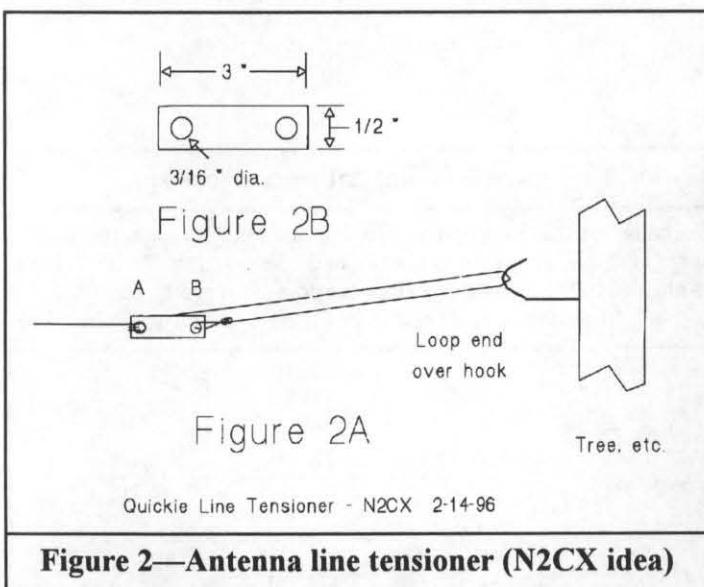 3 "
1/2 "
3/16 " dia.
Figure 2B
A B
Loop end
over hook
Figure 2A
Tree, etc.
Quickie Line Tensioner - N2CX 2-14-96
Figure 2—Antenna line tensioner (N2CX idea)